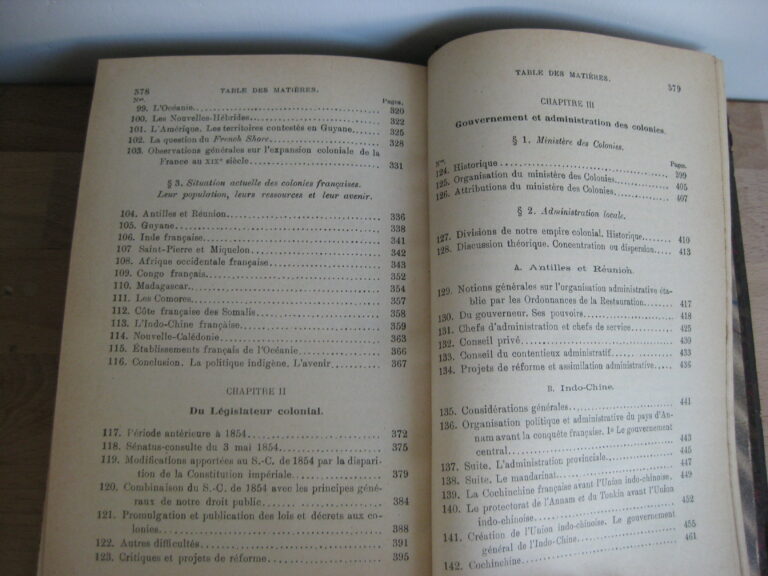 578 TABLE DES MATIÈRES.
Nos. Pages.
99. L'Océanie. 320
100. Les Nouvelles-Hébrides. 322
101. L'Amérique. Les territoires contestés en Guyane. 325
102. La question du French Shore. 328
103. Observations générales sur l'expansion coloniale de la
France au XIXe siècle. 331
§ 3. Situation actuelle des colonies françaises.
Leur population, leurs ressources et leur avenir.
104. Antilles et Réunion. 336
105. Guyane. 338
106. Inde française. 341
107. Saint-Pierre et Miquelon 342
108. Afrique occidentale française. 343
109. Congo français. 352
110. Madagascar. 354
111. Les Comores. 357
112. Côte française des Somalis 358
113. L'Indo-Chine française. 359
114. Nouvelle-Calédonie. 363
115. Établissements français de l'Océanie 366
116. Conclusion. La politique indigène. L'avenir. 367
CHAPITRE II
Du Législateur colonial.
117. Période antérieure à 1854. 372
118. Sénatus-consulte du 3 mai 1854. 375
119. Modifications apportées au S.-C. de 1854 par la dispari-
tion de la Constitution impériale. 379
120. Combinaison du S.-C. de 1854 avec les principes géné-
raux de notre droit public. 384
121. Promulgation et publication des lois et décrets aux co-
lonies. 388
122. Autres difficultés. 391
123. Critiques et projets de réforme. 395
TABLE DES MATIÈRES. 579
CHAPITRE III
Gouvernement et administration des colonies.
§ 1. Ministère des Colonies.
Nos. Pages.
124. Historique. 399
125. Organisation du ministère des Colonies. 405
126. Attributions du ministère des Colonies. 407
§ 2. Administration locale.
127. Divisions de notre empire colonial. Historique. 410
128. Discussion théorique. Concentration ou dispersion. 413
A. Antilles et Réunion.
129. Notions générales sur l'organisation administrative éta-
blie par les Ordonnances de la Restauration. 417
130. Du gouverneur. Ses pouvoirs. 418
131. Chefs d'administration et chefs de service. 425
132. Conseil privé. 439
133. Conseil du contentieux administratif. 433
134. Projets de réforme et assimilation administrative. 436
B. Indo-Chine.
135. Considérations générales. 441
136. Organisation politique et administrative du pays d'An-
nam avant la conquête française. 1° Le gouvernement
central. 443
137. Suite. L'administration provinciale. 445
138. Suite. Le mandarinat. 447
139. La Cochinchine française avant l'Union indo-chinoise. 449
140. Le protectorat de l'Annam et du Tonkin avant l'Union
indo-chinoise. 452
141. Création de l'Union indo-chinoise. Le gouvernement
général de l'Indo-Chine. 455
142. Cochinchine. 461